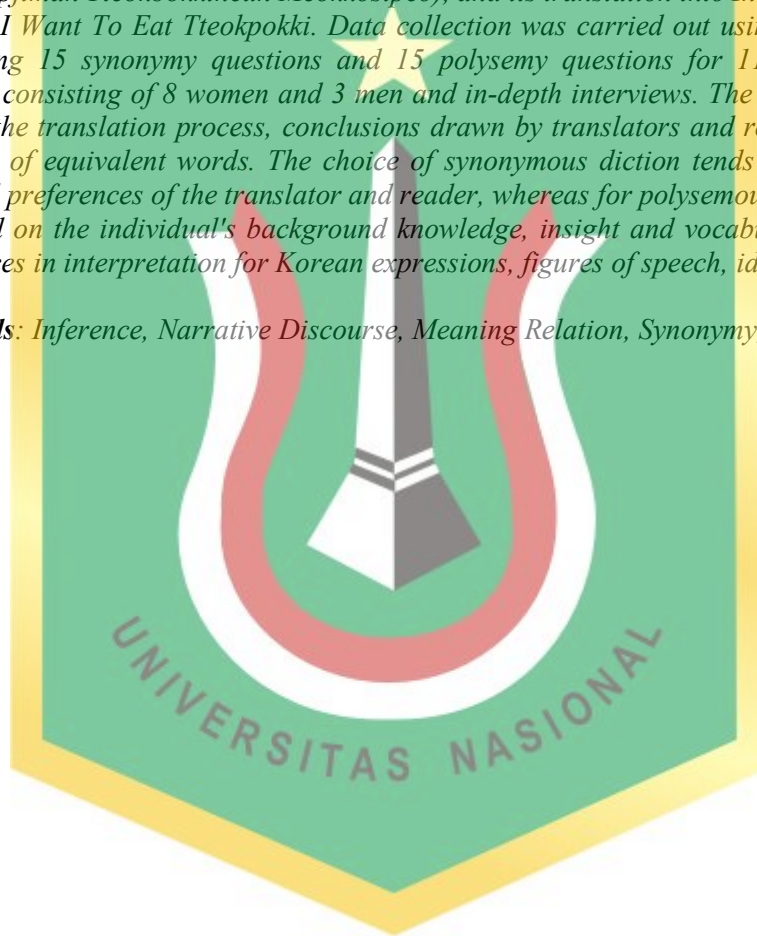 I Want To Eat Tteokpokki. Data collection was carried out usin
ng 15 synonymy questions and 15 polysemy questions for 11
consisting of 8 women and 3 men and in-depth interviews. The
he translation process, conclusions drawn by translators and r
of equivalent words. The choice of synonymous diction tends
preferences of the translator and reader, whereas for polysemou
on the individual's background knowledge, insight and vocabu
es in interpretation for Korean expressions, figures of speech, id
ds: Inference, Narrative Discourse, Meaning Relation, Synonymy
UNIVERSITAS NASIONAL